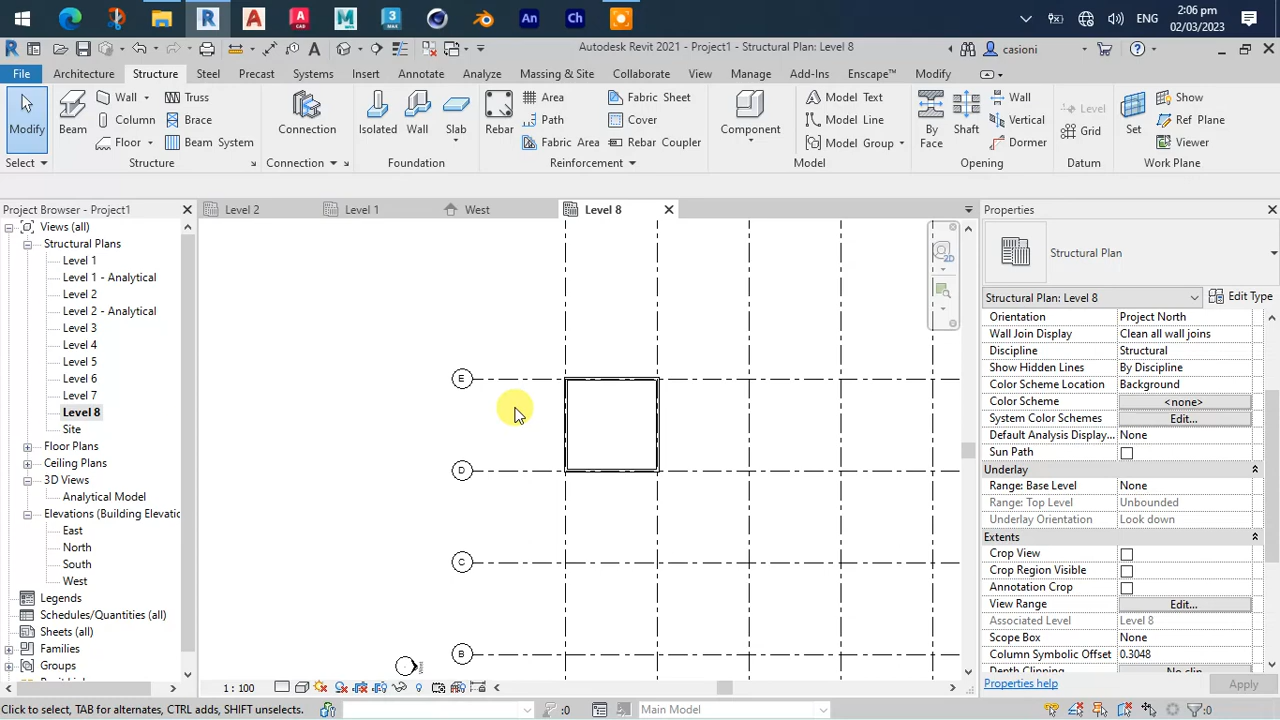 An
Ch
ENG
2:06 pm
02/03/2023
Autodesk Revit 2021 - Project1 - Structural Plan: Level 8
casioni
File
Architecture
Structure
Steel
Precast
Systems
Insert
Annotate
Analyze
Massing & Site
Collaborate
View
Manage
Add-Ins
Enscape™
Modify
Modify
Select
Beam
Wall
Column
Floor
Truss
Brace
Beam System
Structure
Connection
Connection
Isolated
Wall
Slab
Foundation
Rebar
Area
Path
Fabric Area
Fabric Sheet
Cover
Rebar Coupler
Reinforcement
Component
Model Text
Model Line
Model Group
Model
By Face
Shaft
Wall
Vertical
Dormer
Opening
Level
Grid
Datum
Set
Show
Ref Plane
Viewer
Work Plane
Project Browser - Project1
Views (all)
Structural Plans
Level 1
Level 1 - Analytical
Level 2
Level 2 - Analytical
Level 3
Level 4
Level 5
Level 6
Level 7
Level 8
Site
Floor Plans
Ceiling Plans
3D Views
Analytical Model
Elevations (Building Elevatio
East
North
South
West
Legends
Schedules/Quantities (all)
Sheets (all)
Families
Groups
Level 2
Level 1
West
Level 8
2D
E
D
C
B
West
Properties
Structural Plan
Structural Plan: Level 8
Edit Type
Orientation Project North
Wall Join Display Clean all wall joins
Discipline Structural
Show Hidden Lines By Discipline
Color Scheme Location Background
Color Scheme <none>
System Color Schemes Edit...
Default Analysis Display... None
Sun Path
Underlay
Range: Base Level None
Range: Top Level Unbounded
Underlay Orientation Look down
Extents
Crop View
Crop Region Visible
Annotation Crop
View Range Edit...
Associated Level Level 8
Scope Box None
Column Symbolic Offset 0.3048
Depth Clipping No clip
Properties help
Apply
1 : 100
Click to select, TAB for alternates, CTRL adds, SHIFT unselects.
:0
Main Model
:0